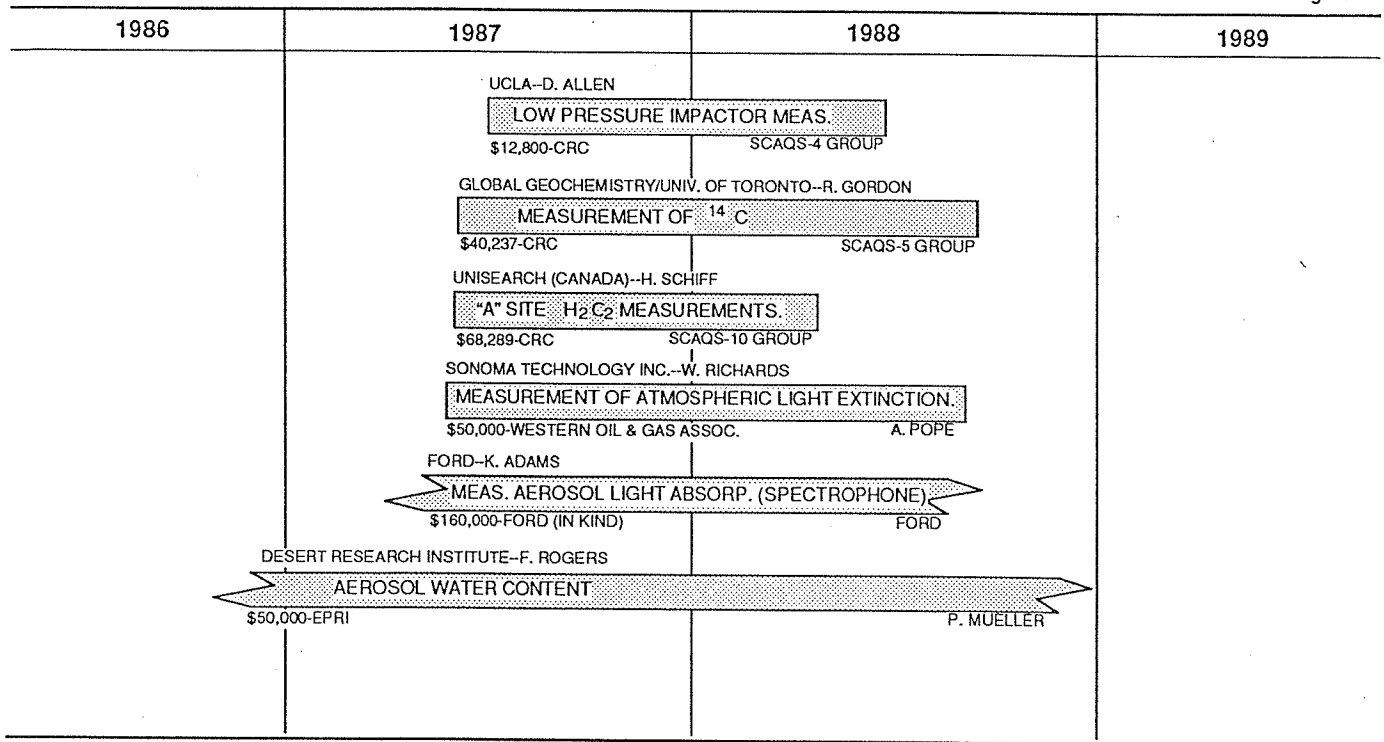 1986 1987 1988 1989
UCLA--D. ALLEN
LOW PRESSURE IMPACTOR MEAS.
$12,800-CRC SCAQS-4 GROUP
GLOBAL GEOCHEMISTRY/UNIV. OF TORONTO--R. GORDON
MEASUREMENT OF 14 C
$40,237-CRC SCAQS-5 GROUP
UNISEARCH (CANADA)--H. SCHIFF
"A" SITE H2C2 MEASUREMENTS.
$68,289-CRC SCAQS-10 GROUP
SONOMA TECHNOLOGY INC.--W. RICHARDS
MEASUREMENT OF ATMOSPHERIC LIGHT EXTINCTION.
$50,000-WESTERN OIL & GAS ASSOC. A. POPE
FORD--K. ADAMS
MEAS. AEROSOL LIGHT ABSORP. (SPECTROPHONE)
$160,000-FORD (IN KIND) FORD
DESERT RESEARCH INSTITUTE--F. ROGERS
AEROSOL WATER CONTENT
$50,000-EPRI P. MUELLER